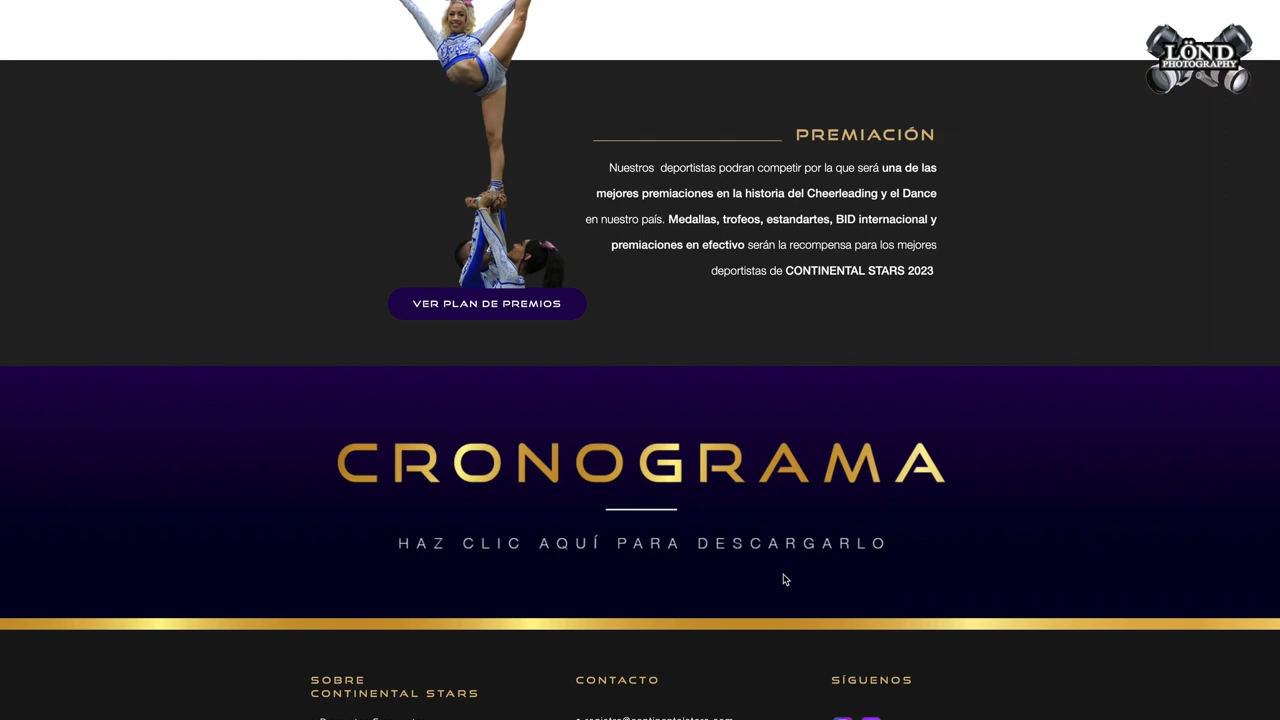 LÖND
PHOTOGRAPHY
PREMIACIÓN
Nuestros  deportistas podran competir por la que será una de las
mejores premiaciones en la historia del Cheerleading y el Dance
en nuestro país. Medallas, trofeos, estandartes, BID internacional y
premiaciones en efectivo serán la recompensa para los mejores
deportistas de CONTINENTAL STARS 2023
VER PLAN DE PREMIOS
CRONOGRAMA
HAZ CLIC AQUÍ PARA DESCARGARLO
SOBRE
CONTINENTAL STARS
CONTACTO
SÍGUENOS